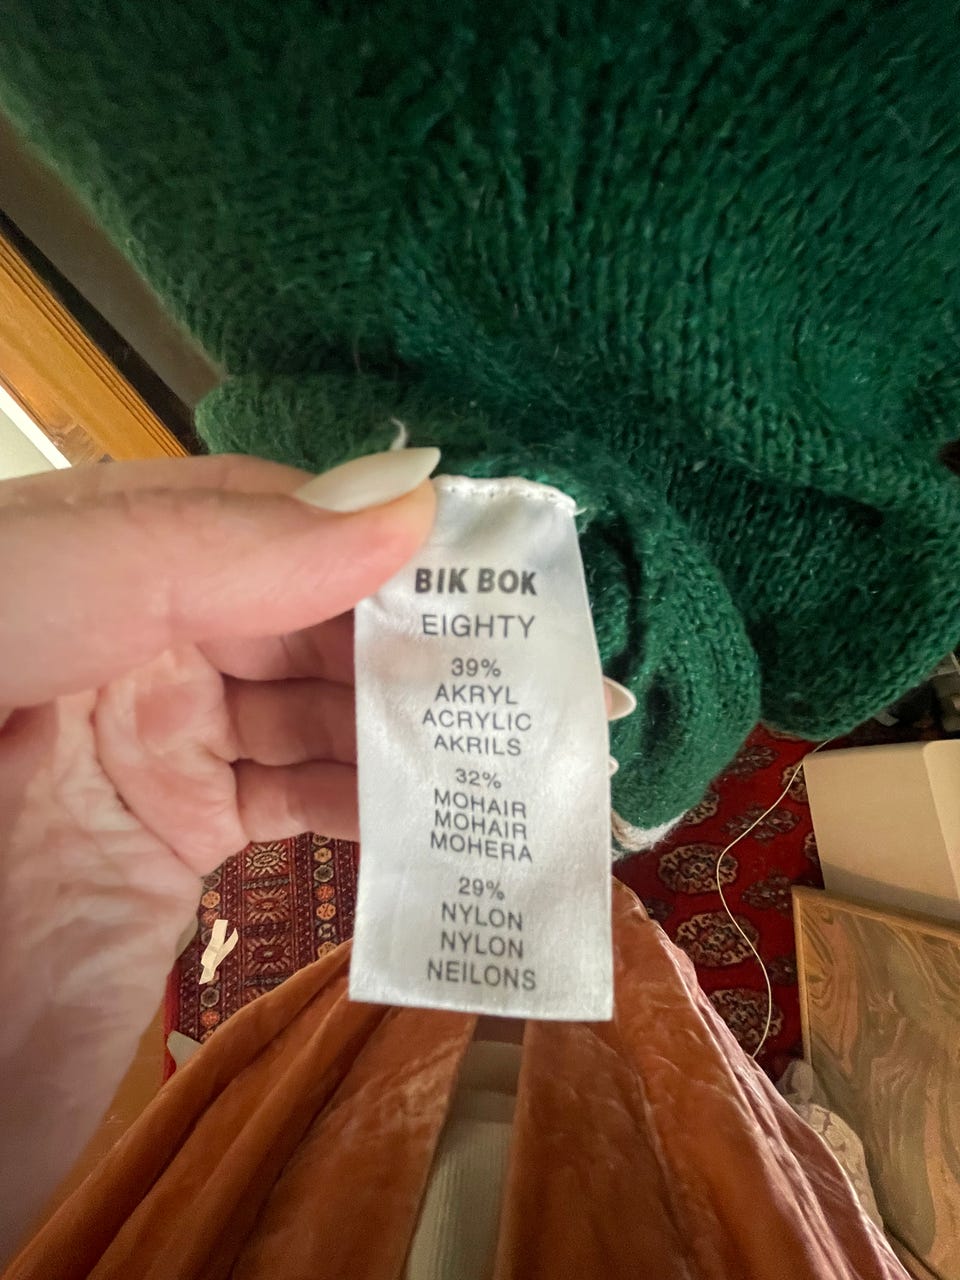 BIK BOK
EIGHTY
39%
AKRYL
ACRYLIC
AKRILS
32%
MOHAIR
MOHAIR
MOHERA
29%
NYLON
NYLON
NEILONS